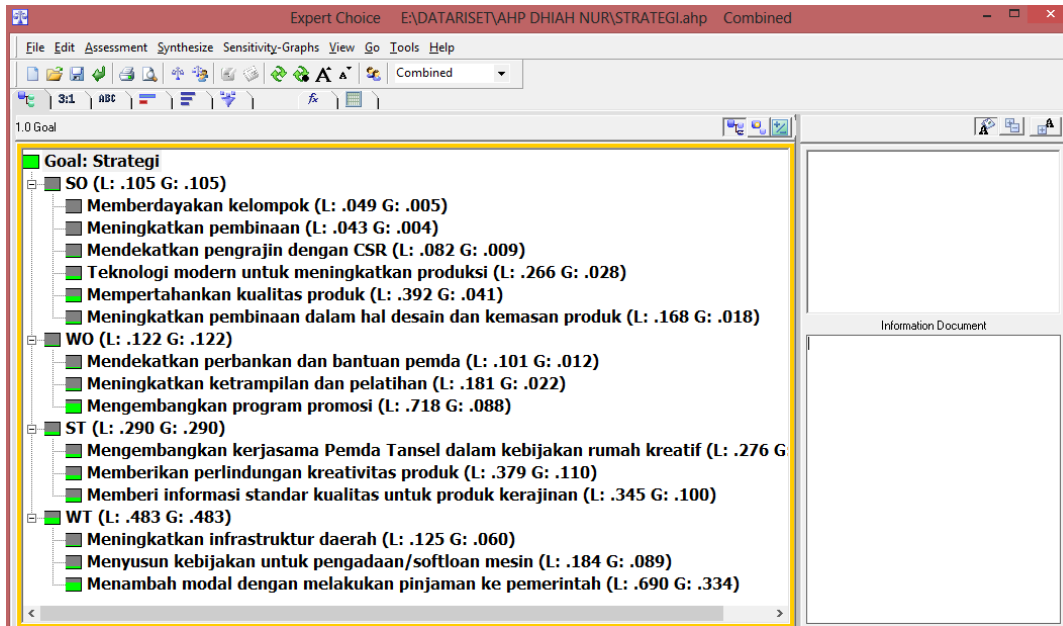 Expert Choice E:\DATARISET\AHP DHIAH NUR\STRATEGI.ahp Combined
File Edit Assessment Synthesize Sensitivity-Graphs View Go Tools Help
Combined
3:1 ABC fx
1.0 Goal
Goal: Strategi
SO (L: .105 G: .105)
Memberdayakan kelompok (L: .049 G: .005)
Meningkatkan pembinaan (L: .043 G: .004)
Mendekatkan pengrajin dengan CSR (L: .082 G: .009)
Teknologi modern untuk meningkatkan produksi (L: .266 G: .028)
Mempertahankan kualitas produk (L: .392 G: .041)
Meningkatkan pembinaan dalam hal desain dan kemasan produk (L: .168 G: .018)
WO (L: .122 G: .122)
Mendekatkan perbankan dan bantuan pemda (L: .101 G: .012)
Meningkatkan ketrampilan dan pelatihan (L: .181 G: .022)
Mengembangkan program promosi (L: .718 G: .088)
ST (L: .290 G: .290)
Mengembangkan kerjasama Pemda Tansel dalam kebijakan rumah kreatif (L: .276 G:
Memberikan perlindungan kreativitas produk (L: .379 G: .110)
Memberi informasi standar kualitas untuk produk kerajinan (L: .345 G: .100)
WT (L: .483 G: .483)
Meningkatkan infrastruktur daerah (L: .125 G: .060)
Menyusun kebijakan untuk pengadaan/softloan mesin (L: .184 G: .089)
Menambah modal dengan melakukan pinjaman ke pemerintah (L: .690 G: .334)
Information Document